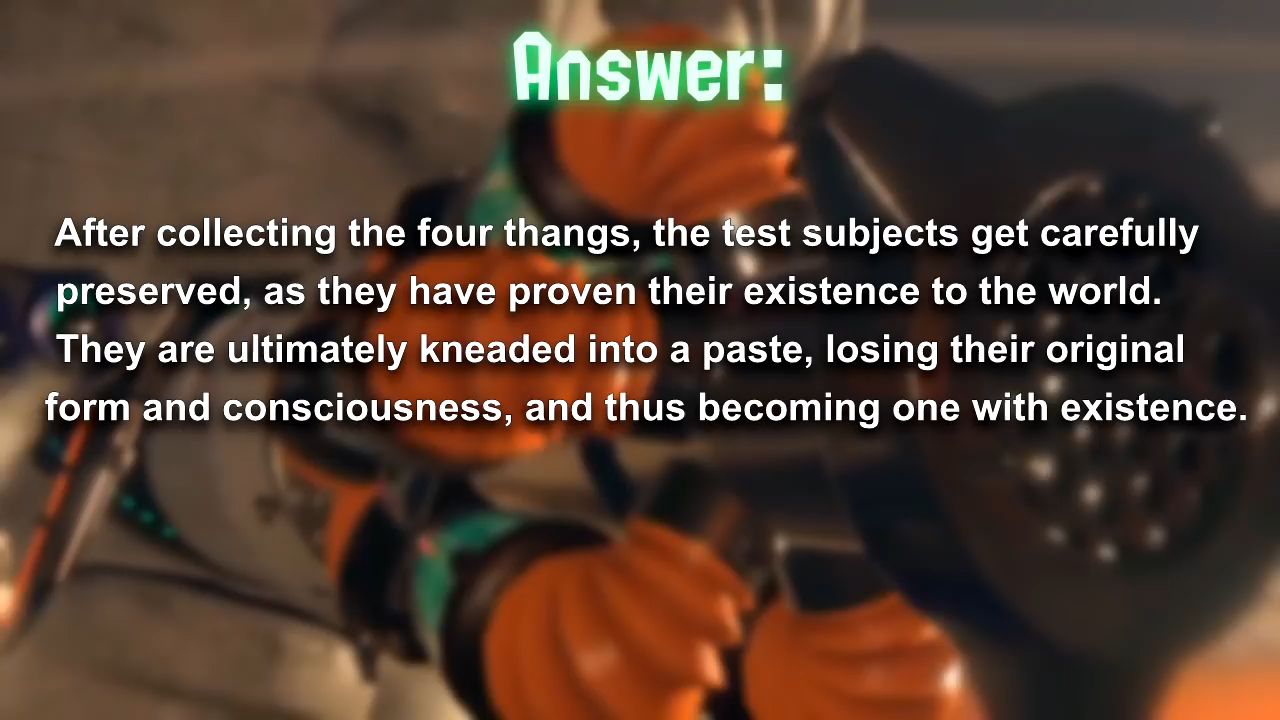 Answer:
After collecting the four thangs, the test subjects get carefully
preserved, as they have proven their existence to the world.
They are ultimately kneaded into a paste, losing their original
form and consciousness, and thus becoming one with existence.